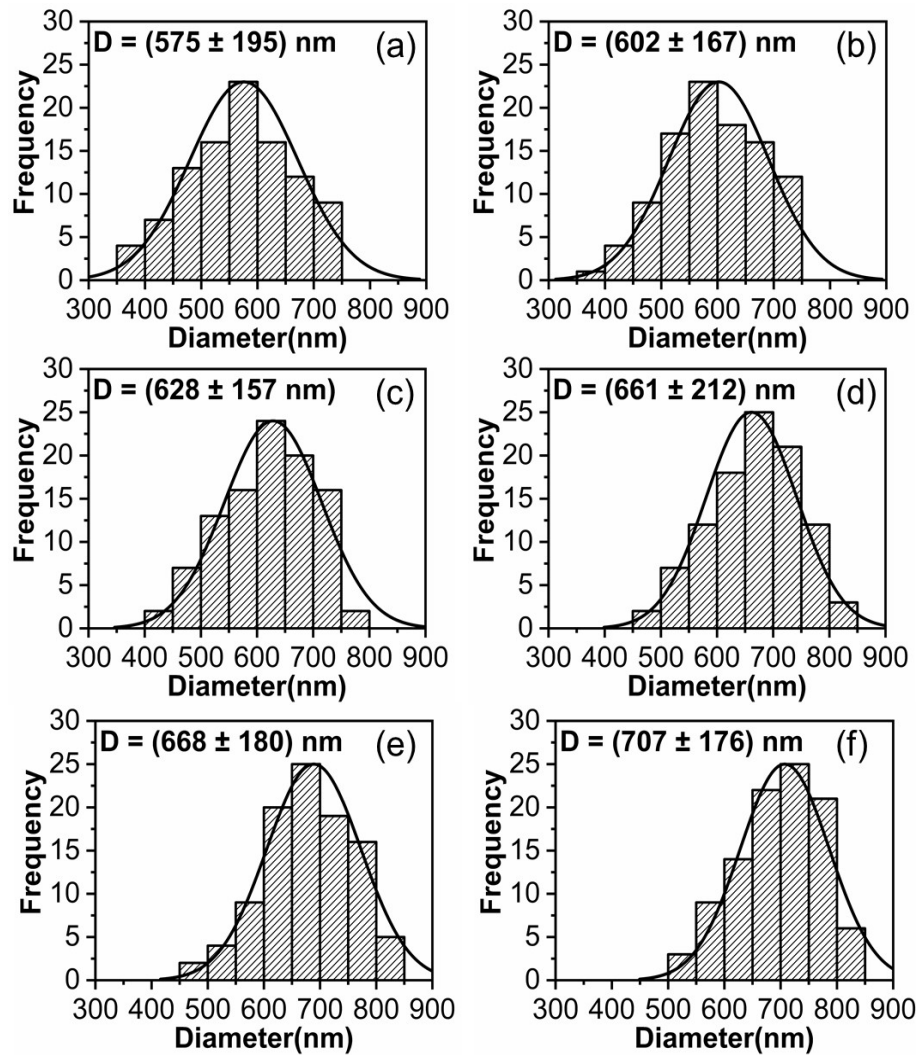 D = (575 ± 195) nm (a)
Frequency
30
25
20
15
10
5
0
300 400 500 600 700 800 900
Diameter(nm)
D = (602 ± 167) nm (b)
Frequency
30
25
20
15
10
5
0
300 400 500 600 700 800 900
Diameter(nm)
D = (628 ± 157 nm) (c)
Frequency
30
25
20
15
10
5
0
300 400 500 600 700 800 900
Diameter(nm)
D = (661 ± 212) nm (d)
Frequency
30
25
20
15
10
5
0
300 400 500 600 700 800 900
Diameter(nm)
D = (668 ± 180) nm (e)
Frequency
30
25
20
15
10
5
0
300 400 500 600 700 800 900
Diameter(nm)
D = (707 ± 176) nm (f)
Frequency
30
25
20
15
10
5
0
300 400 500 600 700 800 900
Diameter(nm)